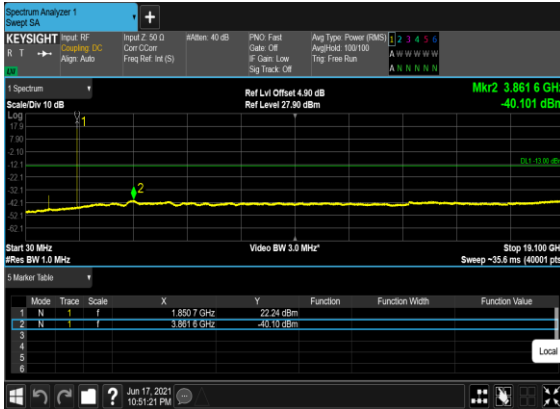 Spectrum Analyzer 1
Swept SA
+
KEYSIGHT Input: RF Input Z: 50 Ω #Atten: 40 dB PNO: Fast Avg Type: Power (RMS) 1 2 3 4 5 6
R T Coupling: DC Corr CCorr Gate: Off Avg|Hold: 100/100 A W W W W W
Align: Auto Freq Ref: Int (S) IF Gain: Low Trig: Free Run
Sig Track: Off A N N N N N
1 Spectrum
Scale/Div 10 dB
Ref Lvl Offset 4.90 dB
Ref Level 27.90 dBm
Mkr2 3.861 6 GHz
-40.101 dBm
Log
17.9
7.90
-2.10
-12.1
-22.1
-32.1
-42.1
-52.1
-62.1
1
2
DL1 -13.00 dBm
Start 30 MHz Video BW 3.0 MHz* Stop 19.100 GH
#Res BW 1.0 MHz Sweep ~35.6 ms (40001 pts
5 Marker Table
Mode Trace Scale X Y Function Function Width Function Value
1 N 1 f 1.850 7 GHz 22.24 dBm
2 N 1 f 3.861 6 GHz -40.10 dBm
3
4
5
6
Local
? Jun 17, 2021
10:51:21 PM